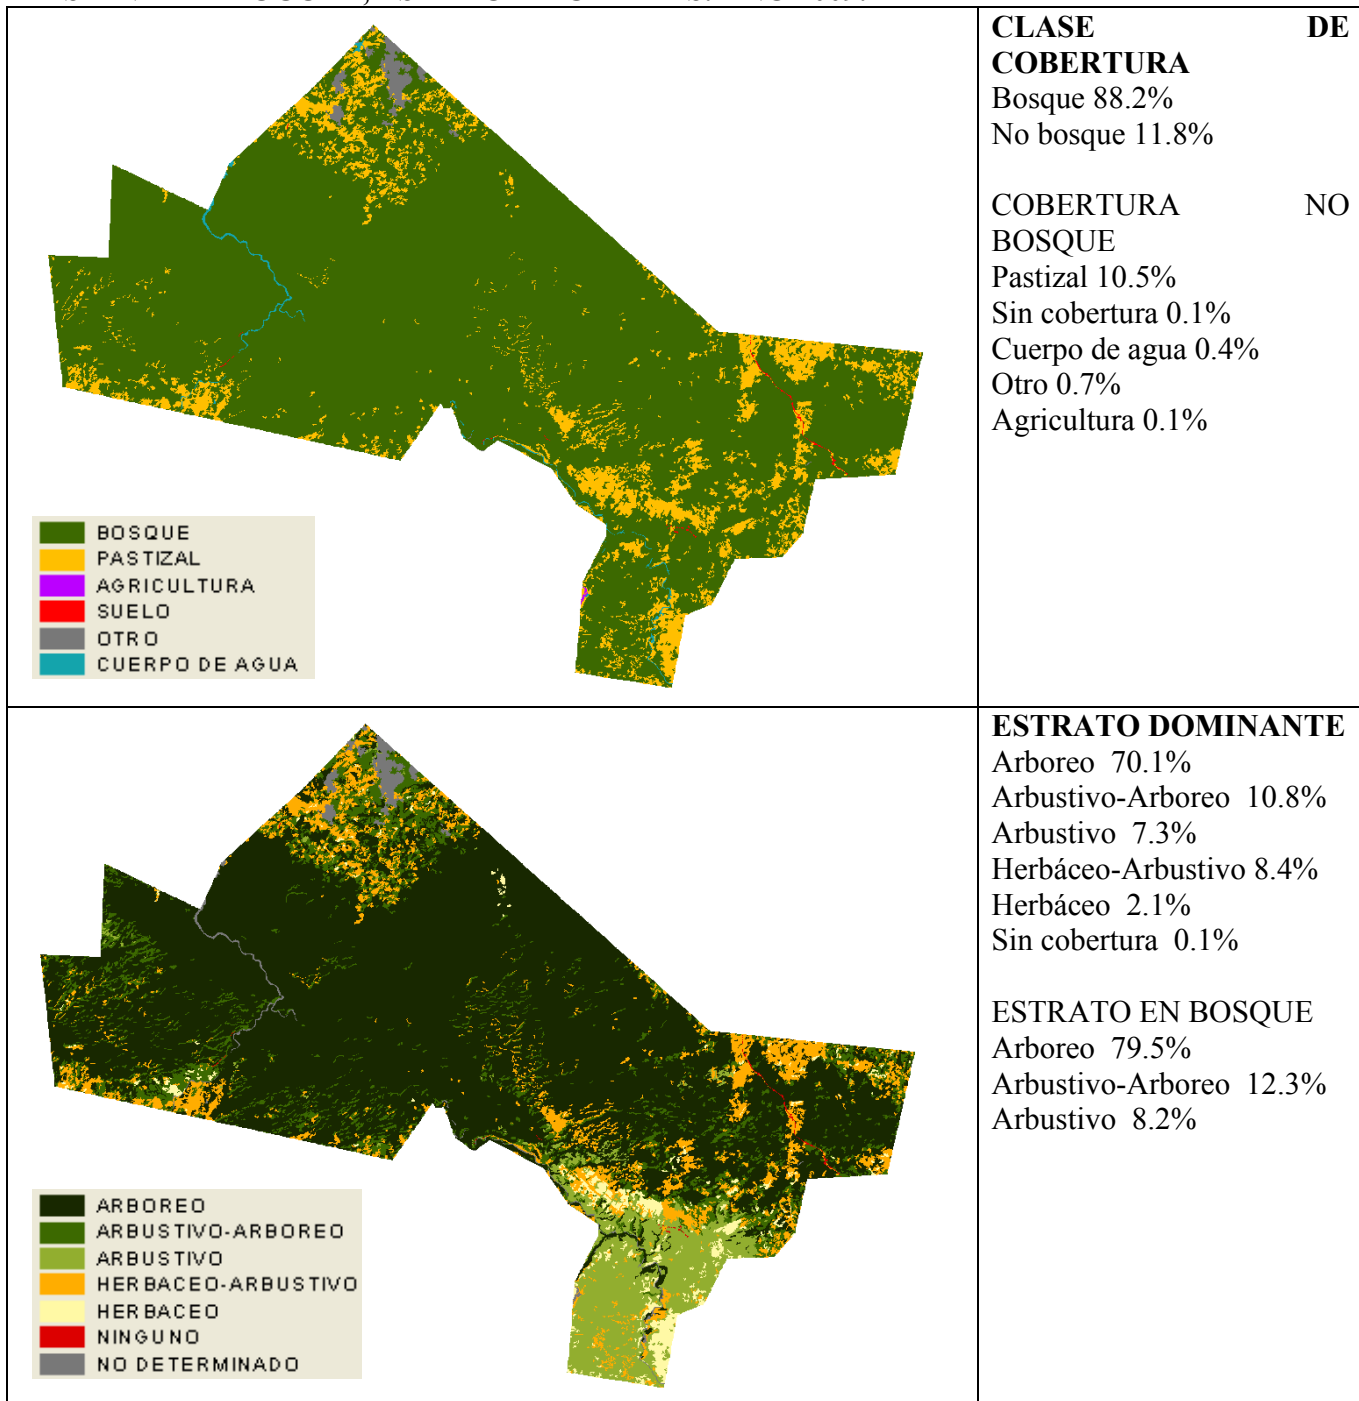 CLASE DE
COBERTURA
Bosque 88.2%
No bosque 11.8%
COBERTURA NO
BOSQUE
Pastizal 10.5%
Sin cobertura 0.1%
Cuerpo de agua 0.4%
Otro 0.7%
Agricultura 0.1%
BOSQUE
PASTIZAL
AGRICULTURA
SUELO
OTRO
CUERPO DE AGUA
ESTRATO DOMINANTE
Arboreo 70.1%
Arbustivo-Arboreo 10.8%
Arbustivo 7.3%
Herbáceo-Arbustivo 8.4%
Herbáceo 2.1%
Sin cobertura 0.1%
ESTRATO EN BOSQUE
Arboreo 79.5%
Arbustivo-Arboreo 12.3%
Arbustivo 8.2%
ARBOREO
ARBUSTIVO-ARBOREO
ARBUSTIVO
HERBACEO-ARBUSTIVO
HERBACEO
NINGUNO
NO DETERMINADO